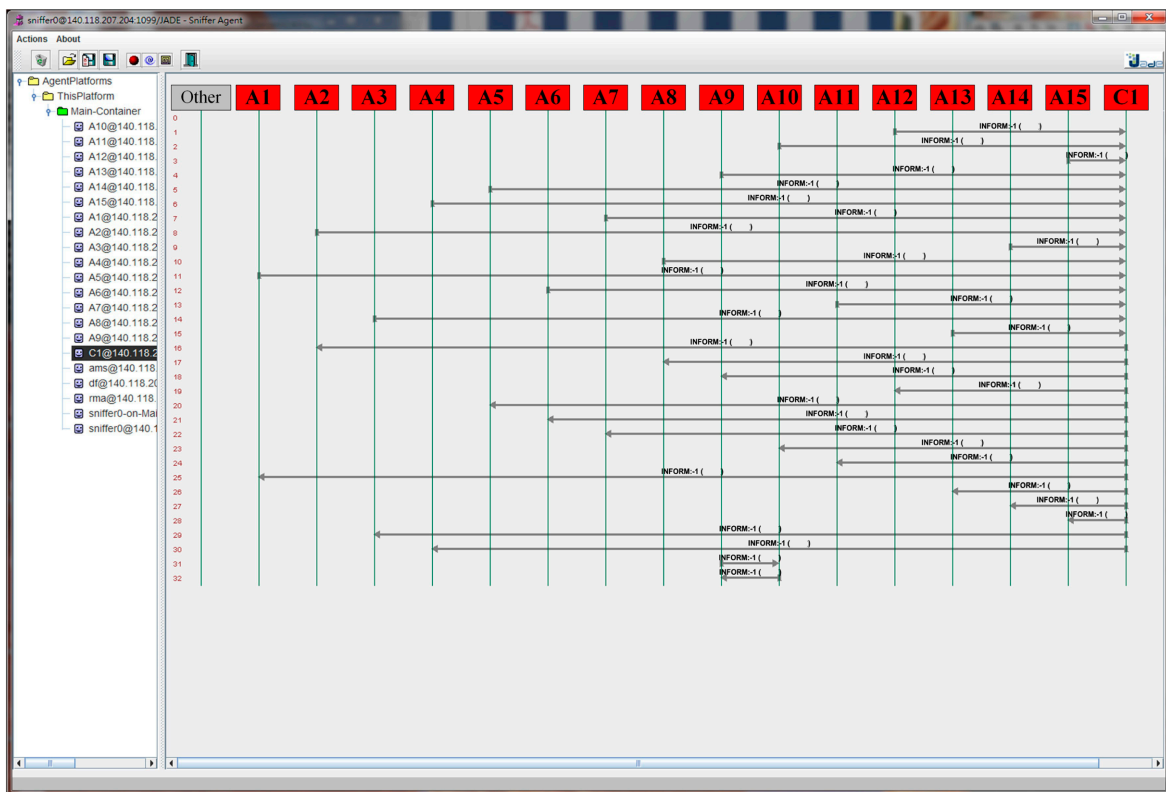 sniffer0@140.118.207.204:1099/JADE - Sniffer Agent
Actions About
Jade
AgentPlatforms
ThisPlatform
Main-Container
A10@140.118.
A11@140.118.
A12@140.118.
A13@140.118.
A14@140.118.
A15@140.118.
A1@140.118.2
A2@140.118.2
A3@140.118.2
A4@140.118.2
A5@140.118.2
A6@140.118.2
A7@140.118.2
A8@140.118.2
A9@140.118.2
C1@140.118.2
ams@140.118.
df@140.118.20
rma@140.118.
sniffer0-on-Mai
sniffer0@140.1
Other A1 A2 A3 A4 A5 A6 A7 A8 A9 A10 A11 A12 A13 A14 A15 C1
0
1 INFORM:-1 ( )
2 INFORM:-1 ( )
3 INFORM:-1 ( )
4 INFORM:-1 ( )
5 INFORM:-1 ( )
6 INFORM:-1 ( )
7 INFORM:-1 ( )
8 INFORM:-1 ( )
9 INFORM:-1 ( )
10 INFORM:-1 ( )
11 INFORM:-1 ( )
12 INFORM:-1 ( )
13 INFORM:-1 ( )
14 INFORM:-1 ( )
15 INFORM:-1 ( )
16 INFORM:-1 ( )
17 INFORM:-1 ( )
18 INFORM:-1 ( )
19 INFORM:-1 ( )
20 INFORM:-1 ( )
21 INFORM:-1 ( )
22 INFORM:-1 ( )
23 INFORM:-1 ( )
24 INFORM:-1 ( )
25 INFORM:-1 ( )
26 INFORM:-1 ( )
27 INFORM:-1 ( )
28 INFORM:-1 ( )
29 INFORM:-1 ( )
30 INFORM:-1 ( )
31 INFORM:-1 ( )
32 INFORM:-1 ( )